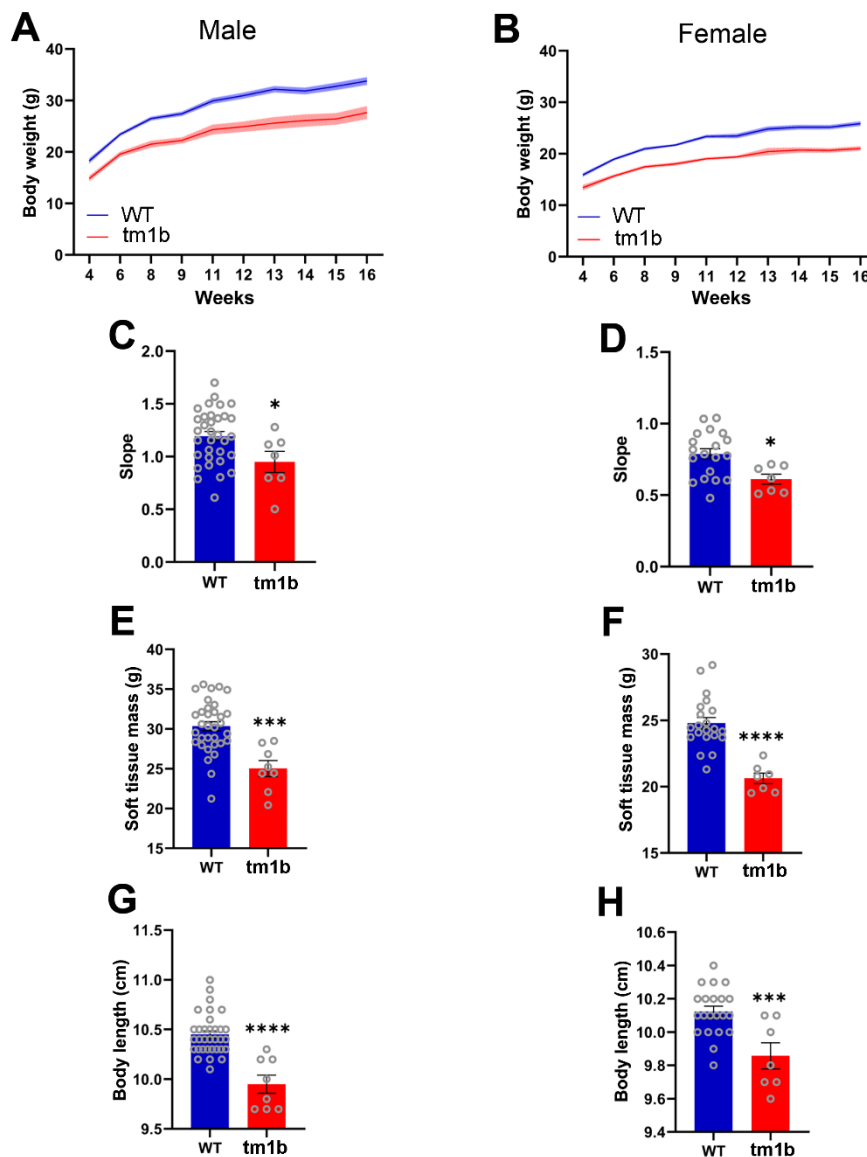 A
Male
Body weight (g)
40
30
20
10
0
WT
tm1b
4 6 8 9 11 12 13 14 15 16
Weeks
B
Female
Body weight (g)
40
30
20
10
0
WT
tm1b
4 6 8 9 11 12 13 14 15 16
Weeks
C
Slope
2.0
1.5
1.0
0.5
0.0
*
WT tm1b
D
Slope
1.5
1.0
0.5
0.0
*
WT tm1b
E
Soft tissue mass (g)
40
35
30
25
20
15
***
WT tm1b
F
Soft tissue mass (g)
30
25
20
15
****
WT tm1b
G
Body length (cm)
11.5
11.0
10.5
10.0
9.5
****
WT tm1b
H
Body length (cm)
10.6
10.4
10.2
10.0
9.8
9.6
9.4
***
WT tm1b